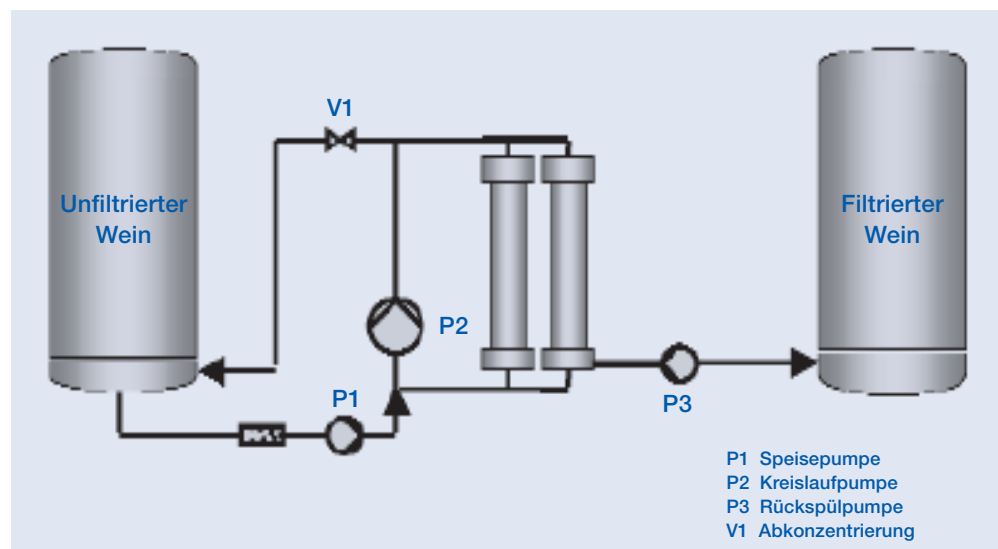 V1
Unfiltrierter
Wein
Filtrierter
Wein
P2
P1
P3
P1 Speisepumpe
P2 Kreislaufpumpe
P3 Rückspülpumpe
V1 Abkonzentrierung